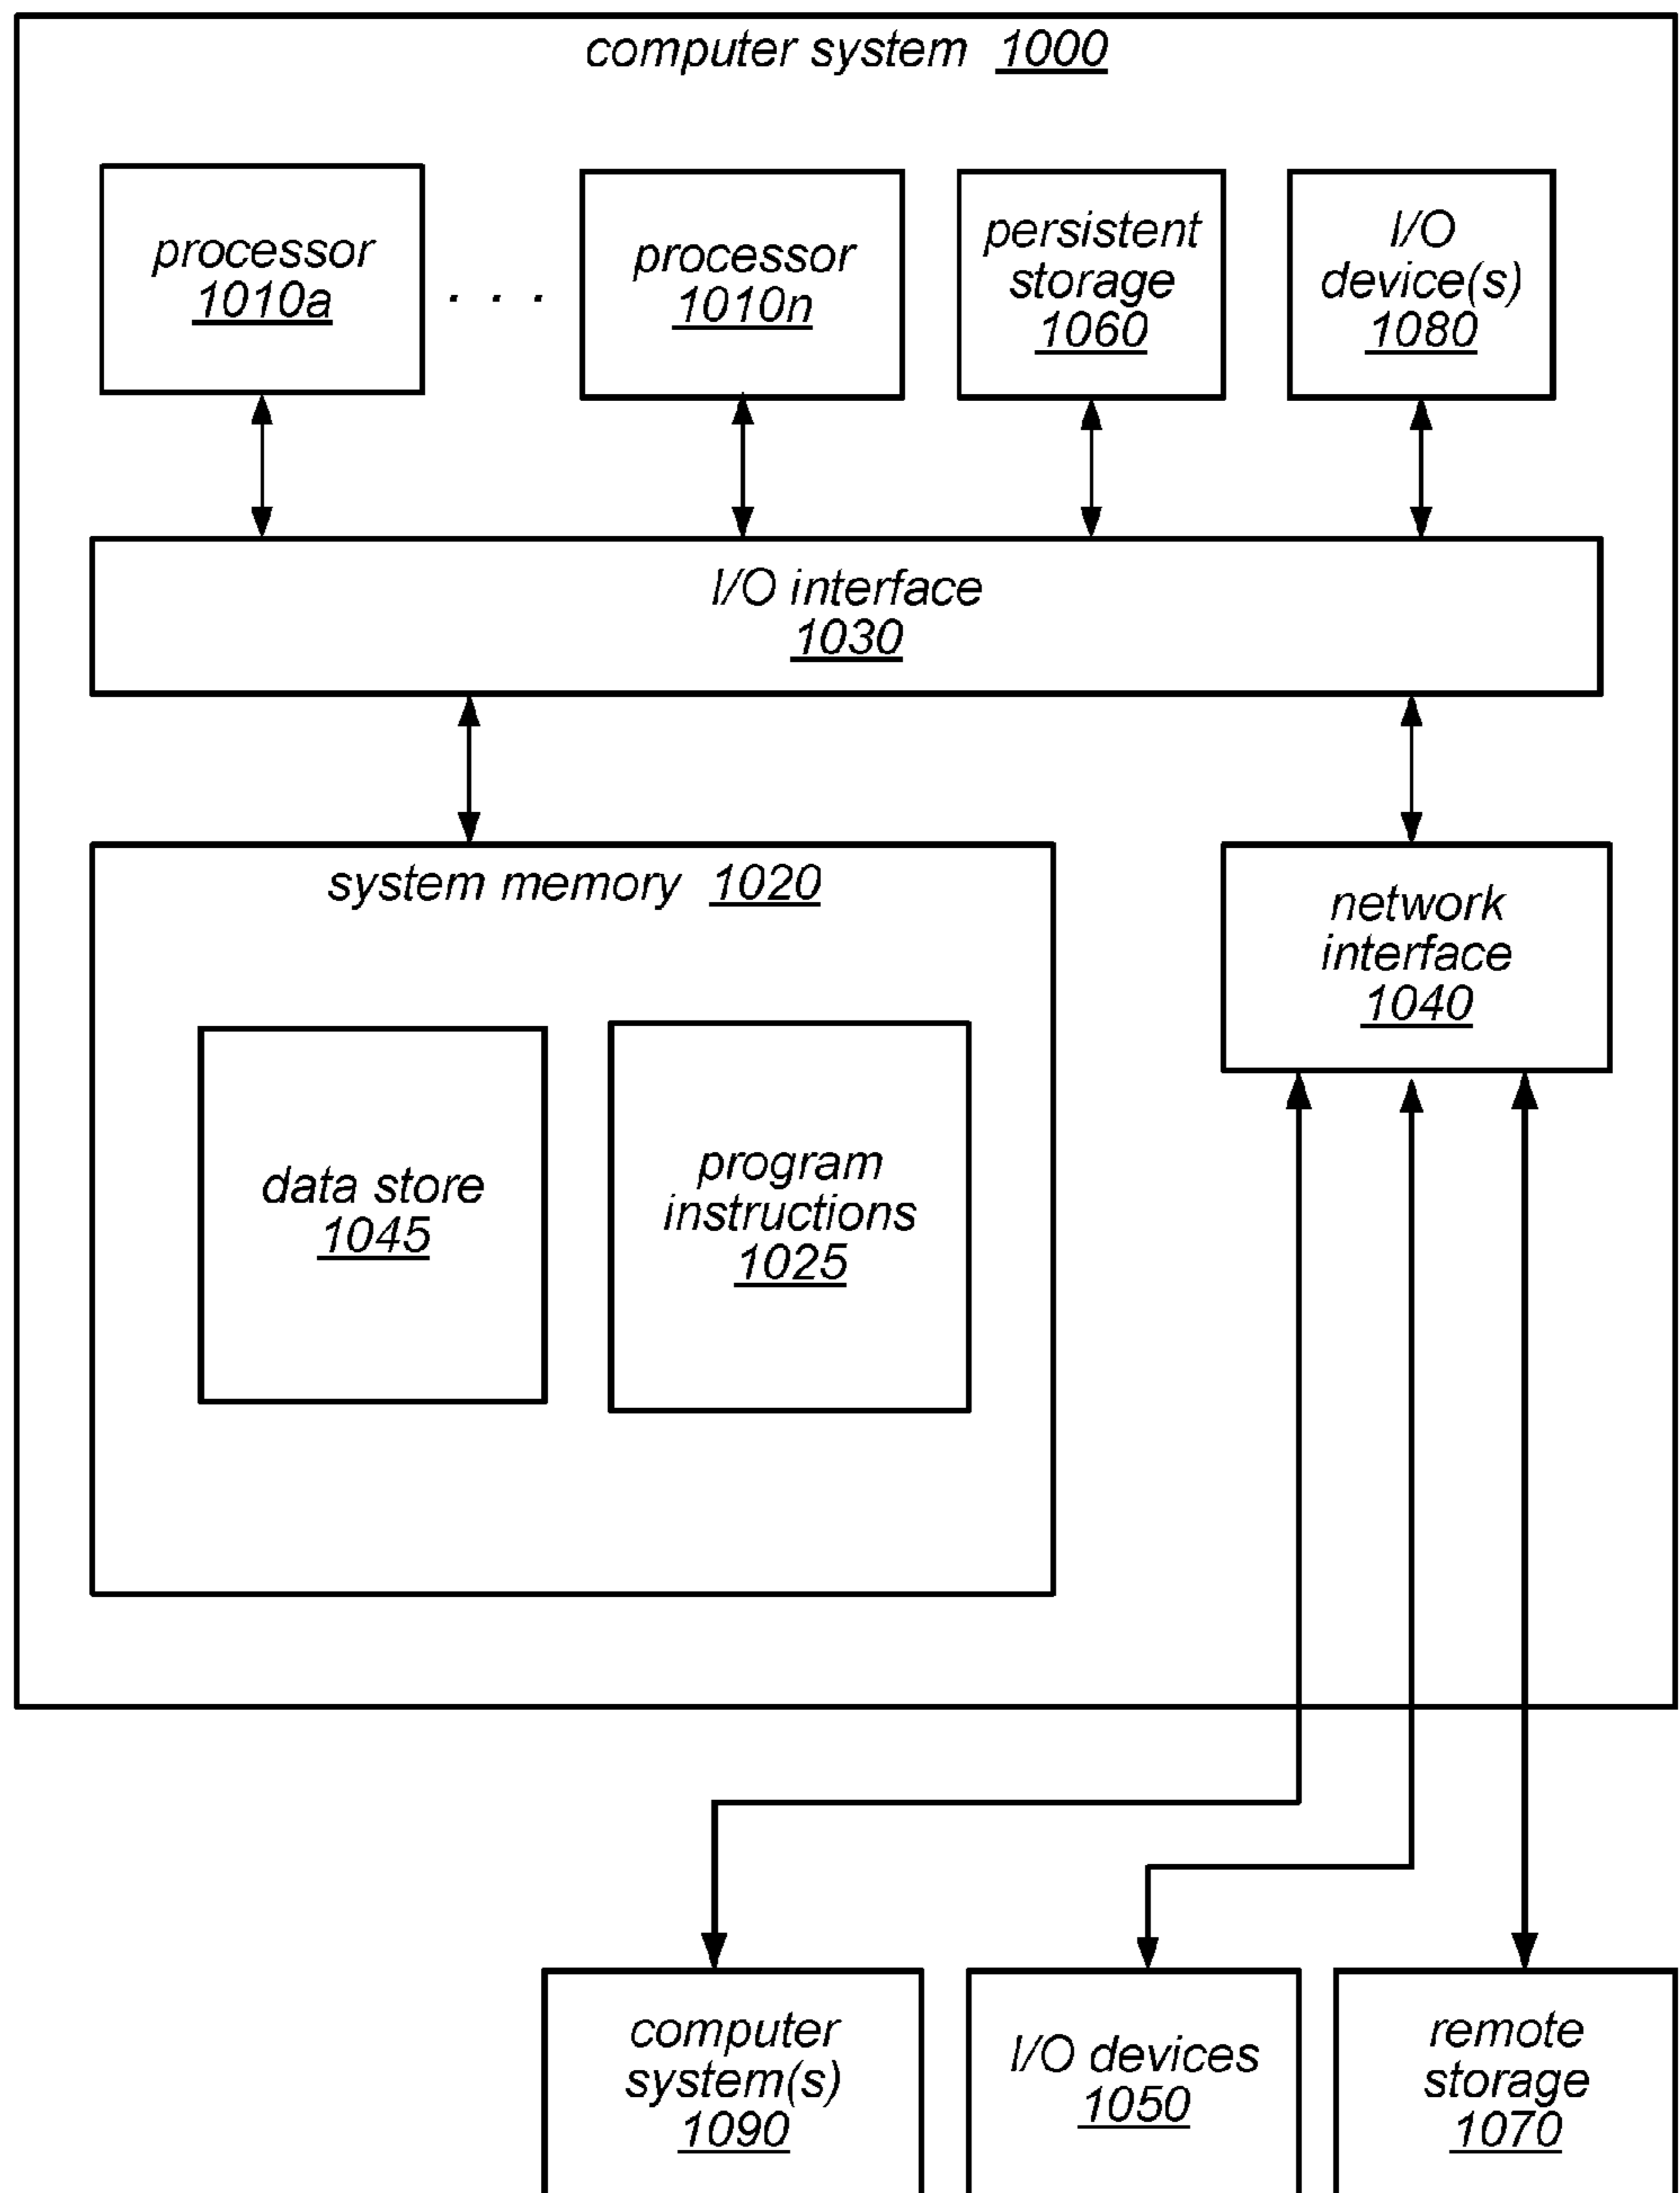 computer system 1000
processor
1010a
. . .
processor
1010n
persistent
storage
1060
I/O
device(s)
1080
I/O interface
1030
system memory 1020
network
interface
1040
data store
1045
program
instructions
1025
computer
system(s)
1090
I/O devices
1050
remote
storage
1070